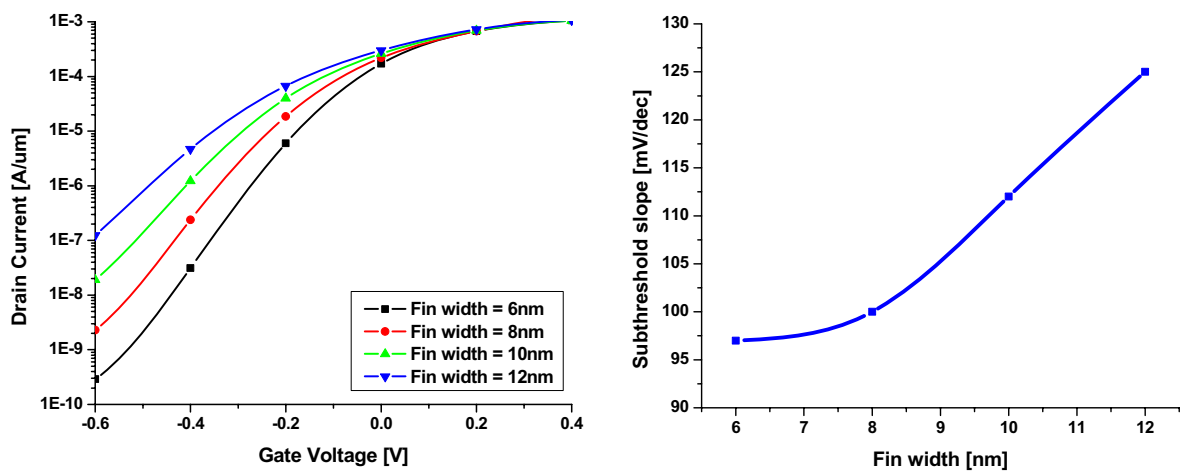 1E-3
1E-4
1E-5
1E-6
1E-7
1E-8
1E-9
1E-10
Drain Current [A/um]
-0.6
-0.4
-0.2
0.0
0.2
0.4
Gate Voltage [V]
Fin width = 6nm
Fin width = 8nm
Fin width = 10nm
Fin width = 12nm
130
125
120
115
110
105
100
95
90
Subthreshold slope [mV/dec]
6
7
8
9
10
11
12
Fin width [nm]